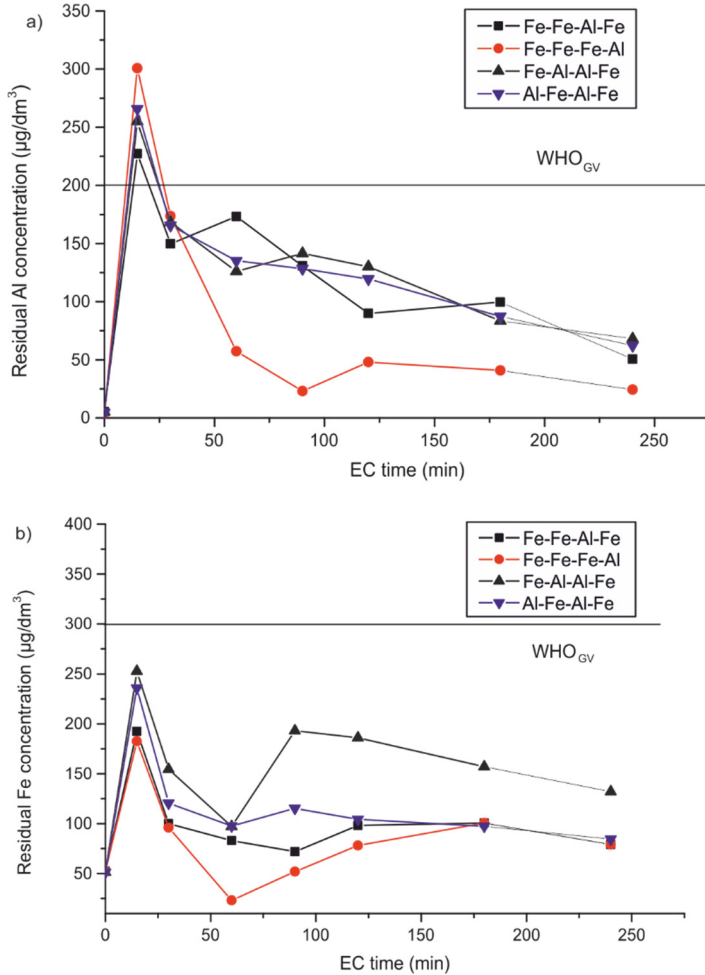 a)
Fe-Fe-Al-Fe
Fe-Fe-Fe-Al
Fe-Al-Al-Fe
Al-Fe-Al-Fe
WHO_GV
Residual Al concentration (µg/dm³)
350
300
250
200
150
100
50
0
0 50 100 150 200 250
EC time (min)
b)
Fe-Fe-Al-Fe
Fe-Fe-Fe-Al
Fe-Al-Al-Fe
Al-Fe-Al-Fe
WHO_GV
Residual Fe concentration (µg/dm³)
400
350
300
250
200
150
100
50
0 50 100 150 200 250
EC time (min)